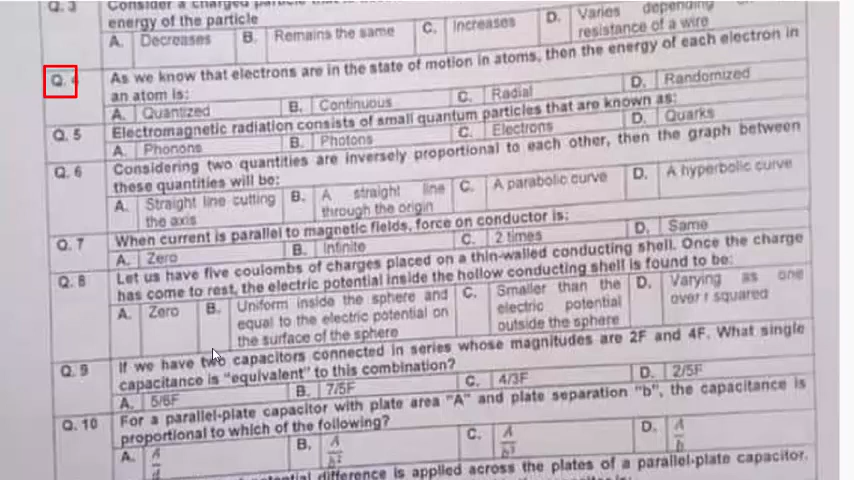 Q. 3 Consider a charged
energy of the particle
A. Decreases B. Remains the same C. Increases D. Varies depending
resistance of a wire
Q. As we know that electrons are in the state of motion in atoms, then the energy of each electron in
an atom is:
A. Quantized B. Continuous C. Radial D. Randomized
Q. 5 Electromagnetic radiation consists of small quantum particles that are known as:
A. Phonons B. Photons C. Electrons D. Quarks
Q. 6 Considering two quantities are inversely proportional to each other, then the graph between
these quantities will be:
A. Straight line cutting the axis B. A straight line through the origin C. A parabolic curve D. A hyperbolic curve
Q. 7 When current is parallel to magnetic fields, force on conductor is:
A. Zero B. Infinite C. 2 times D. Same
Q. 8 Let us have five coulombs of charges placed on a thin-walled conducting shell. Once the charge
has come to rest, the electric potential inside the hollow conducting shell is found to be:
A. Zero B. Uniform inside the sphere and equal to the electric potential on the surface of the sphere C. Smaller than the electric potential outside the sphere D. Varying as one over r squared
Q. 9 If we have two capacitors connected in series whose magnitudes are 2F and 4F. What single
capacitance is "equivalent" to this combination?
A. 5/6F B. 7/5F C. 4/3F D. 2/5F
Q. 10 For a parallel-plate capacitor with plate area "A" and plate separation "b", the capacitance is
proportional to which of the following?
A. A B. A/b² C. A D. A/b
potential difference is applied across the plates of a parallel-plate capacitor.